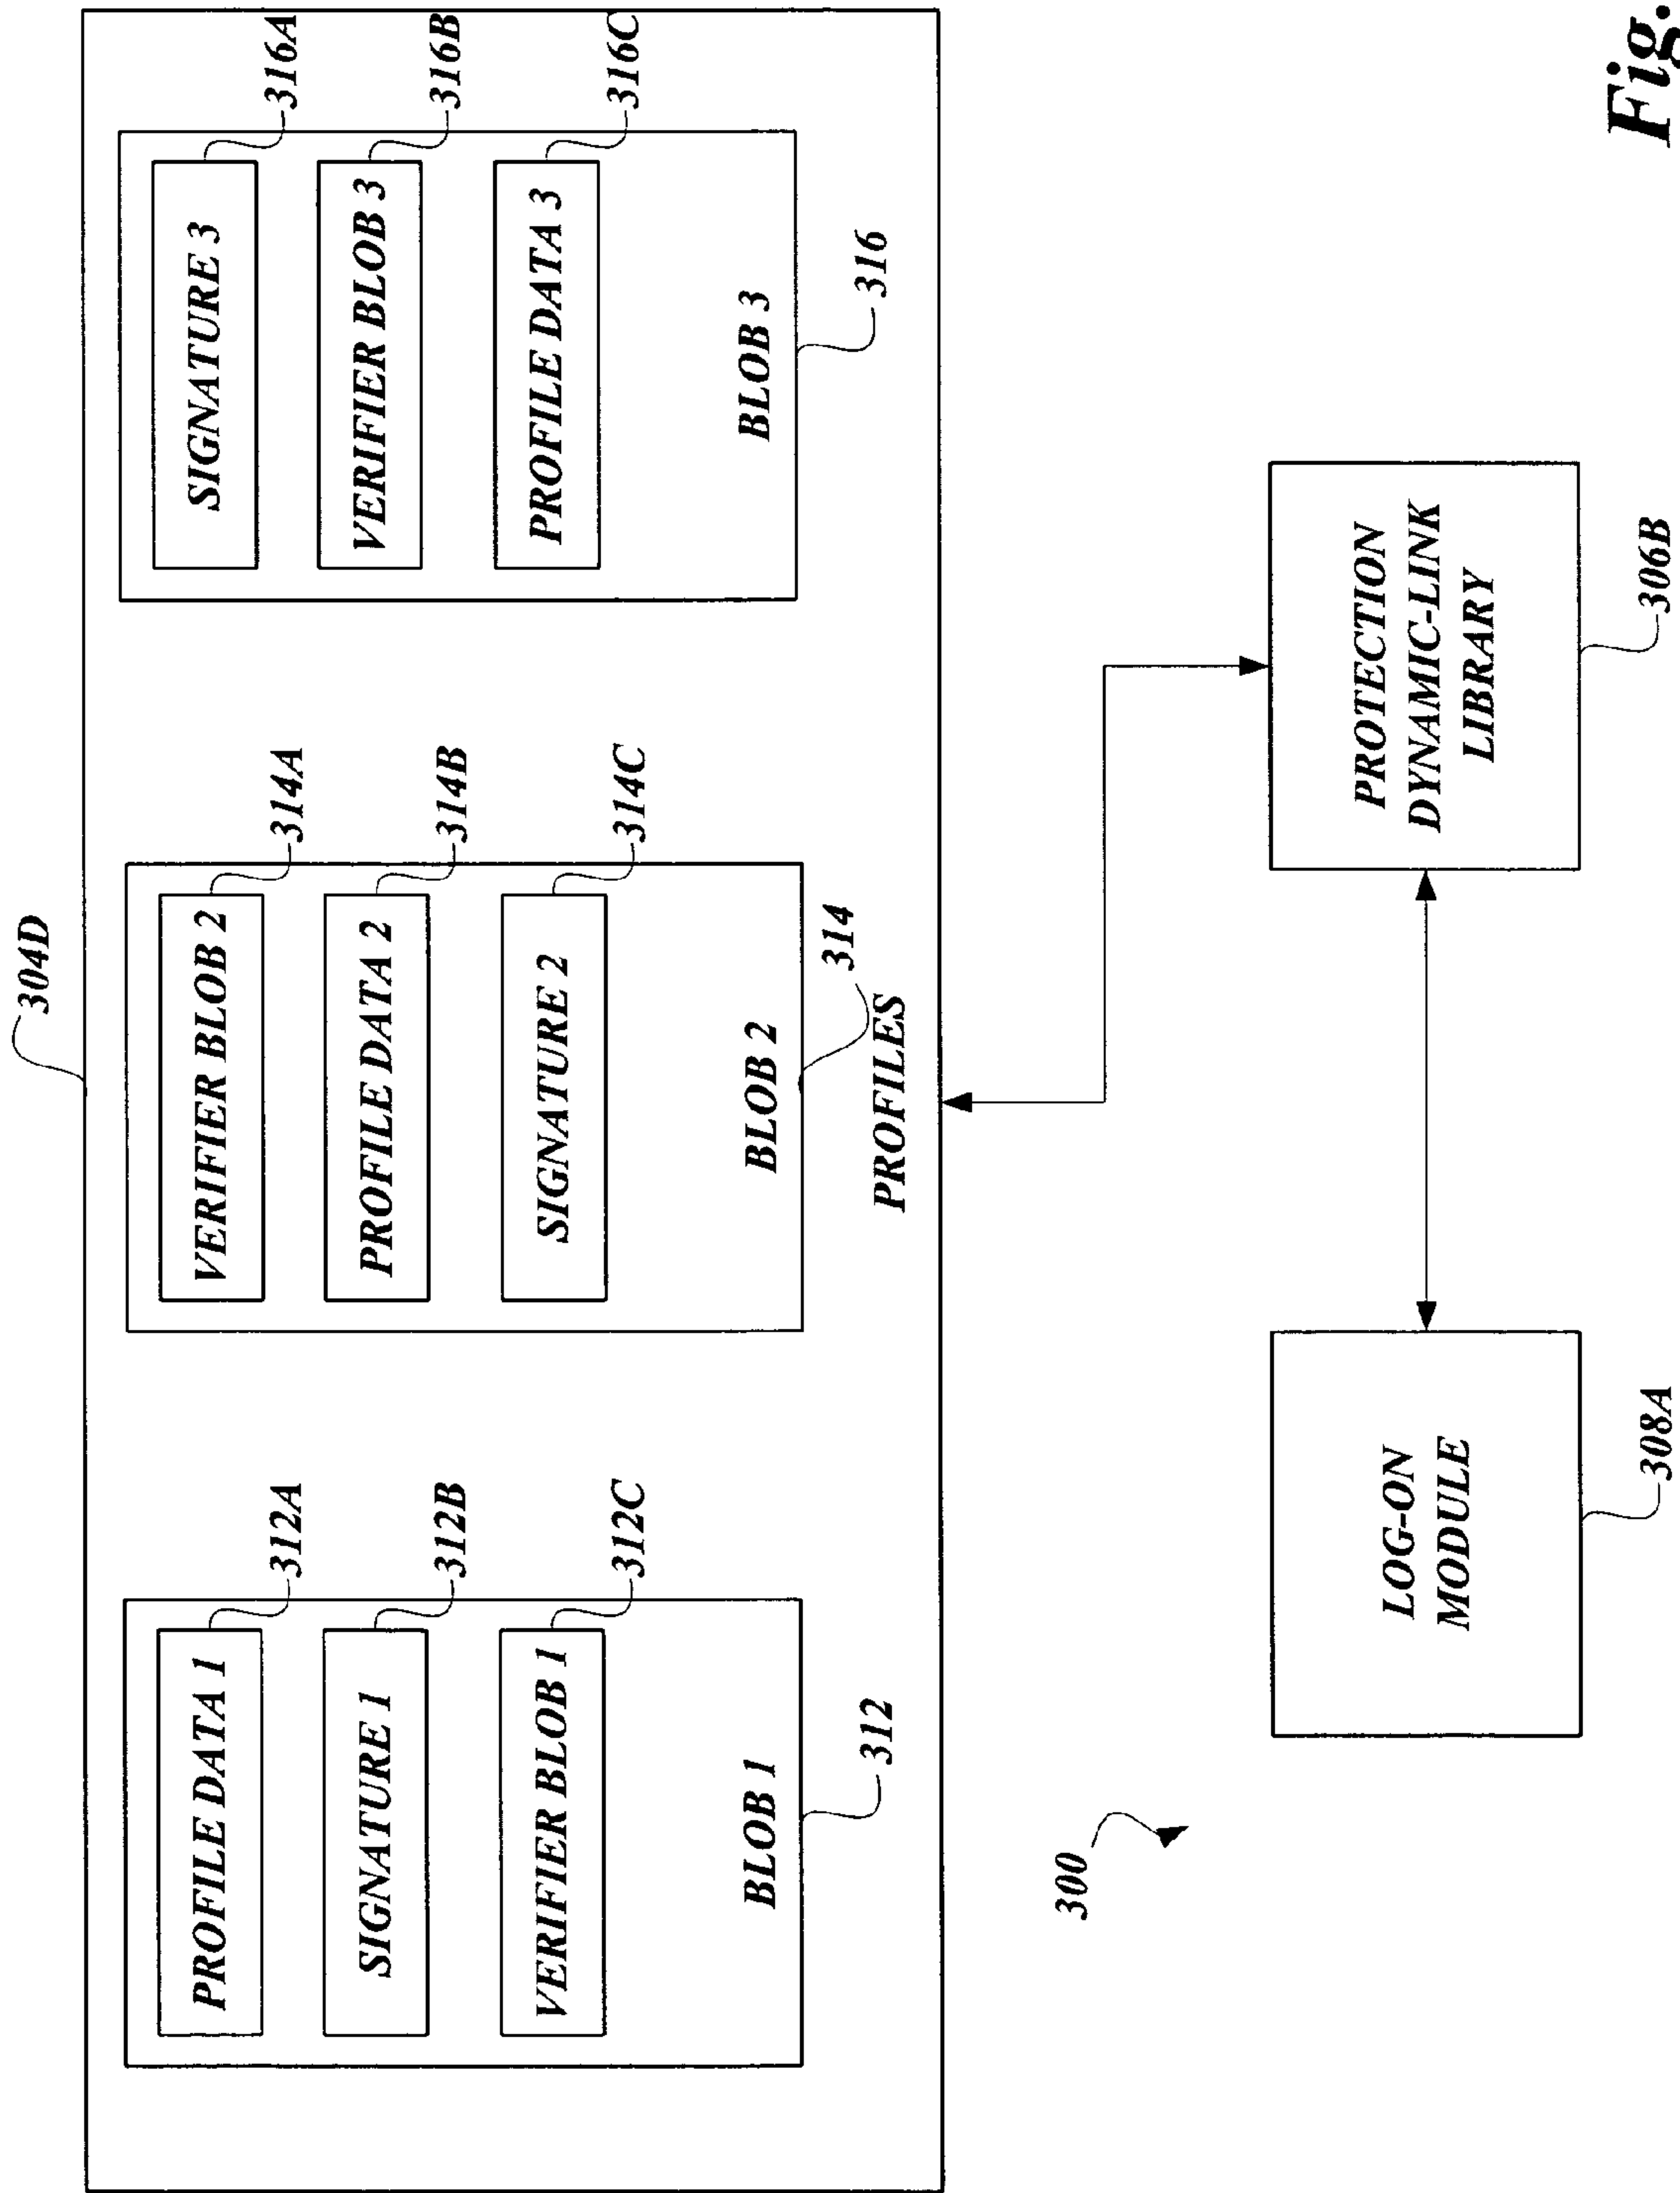 304D
PROFILE DATA 1
312A
SIGNATURE 1
312B
VERIFIER BLOB 1
312C
BLOB 1
312
VERIFIER BLOB 2
314A
PROFILE DATA 2
314B
SIGNATURE 2
314C
BLOB 2
314
SIGNATURE 3
316A
VERIFIER BLOB 3
316B
PROFILE DATA 3
316C
BLOB 3
316
PROFILES
300
LOG-ON
MODULE
308A
PROTECTION
DYNAMIC-LINK
LIBRARY
306B
Fig.